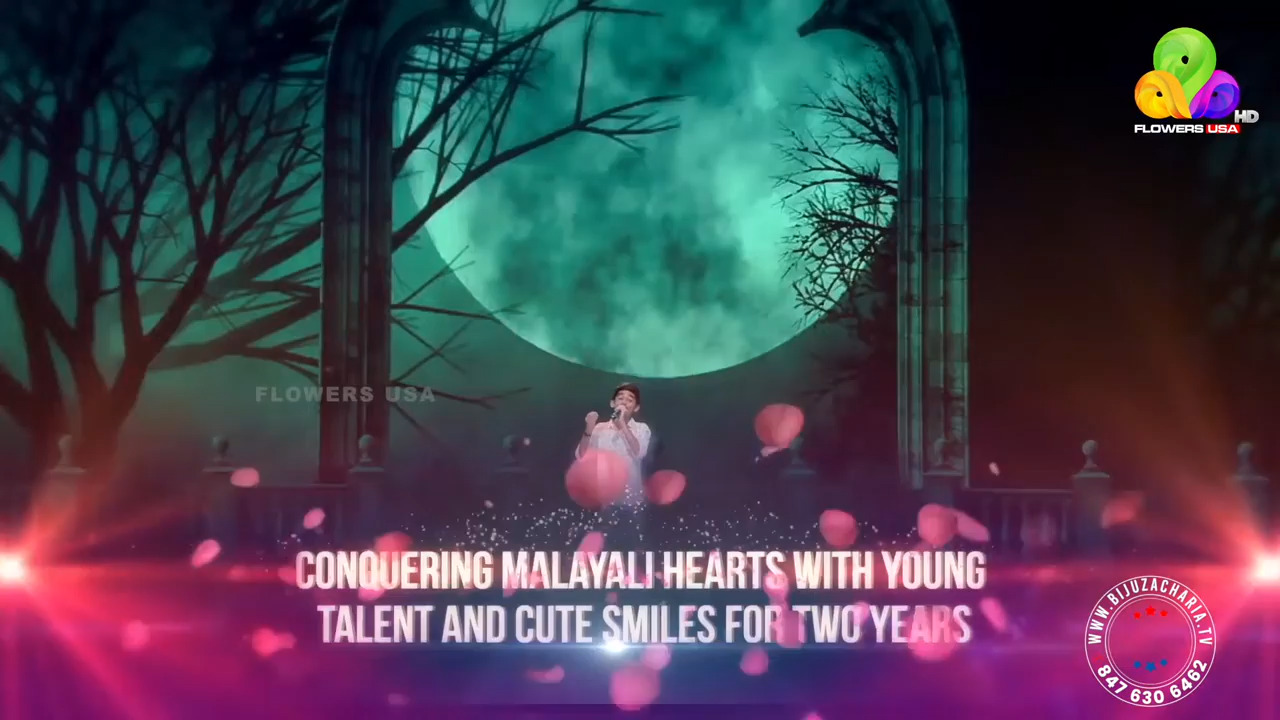 HD
FLOWERS USA
FLOWERS USA
CONQUERING MALAYALI HEARTS WITH YOUNG
TALENT AND CUTE SMILES FOR TWO YEARS
WWW.BIJUZACHARIA.TV
847 630 6462